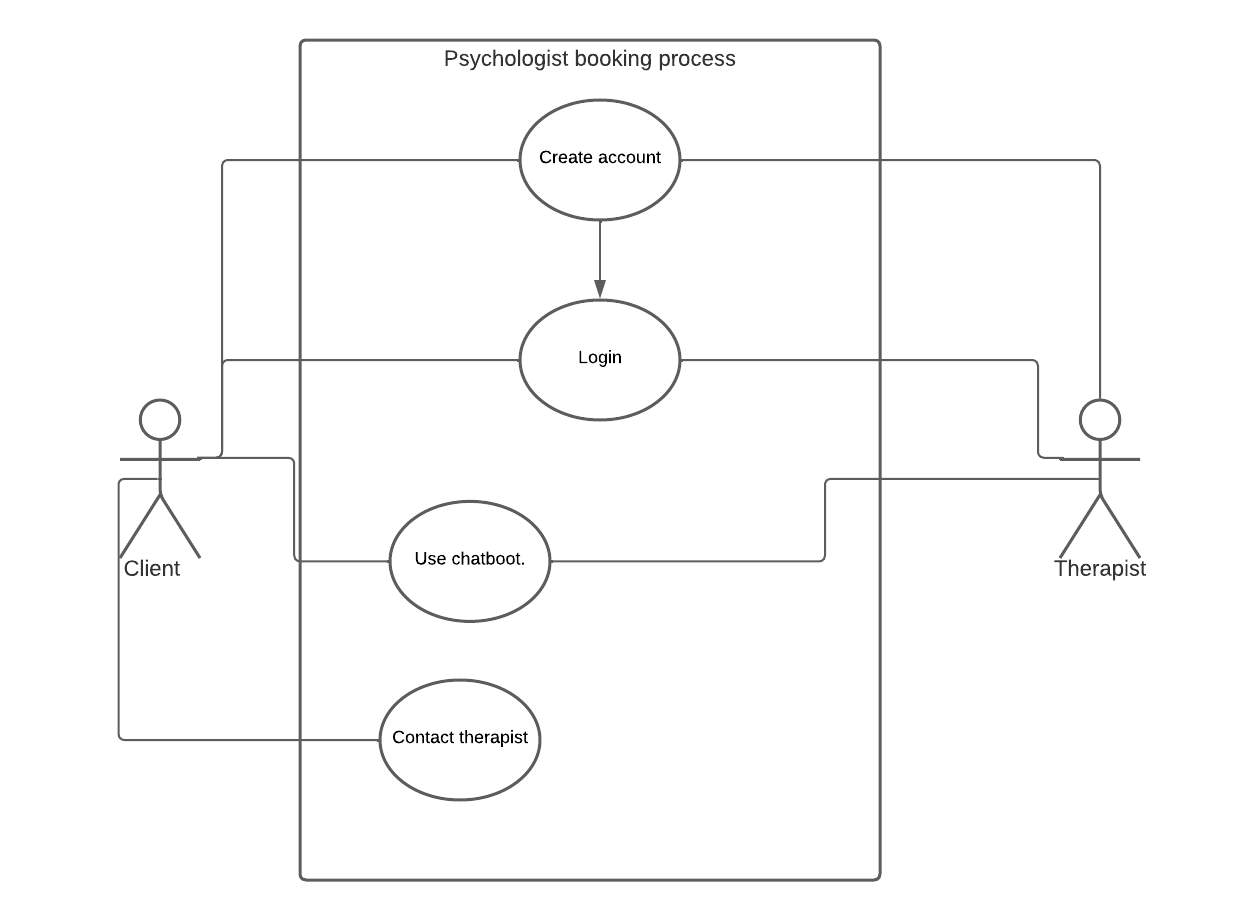 Psychologist booking process
Create account
Login
Client
Therapist
Use chatboot.
Contact therapist